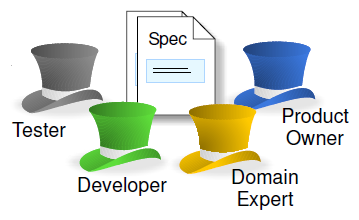 Spec
Tester
Product
Owner
Developer
Domain
Expert